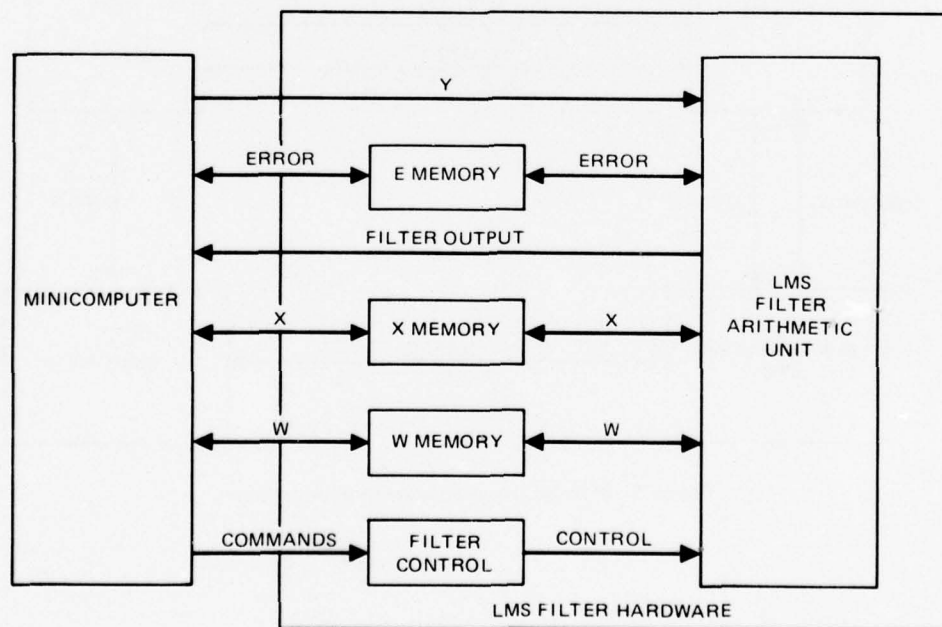 Y
ERROR
E MEMORY
ERROR
FILTER OUTPUT
MINICOMPUTER
LMS
FILTER
ARITHMETIC
UNIT
X
X MEMORY
X
W
W MEMORY
W
COMMANDS
FILTER
CONTROL
CONTROL
LMS FILTER HARDWARE